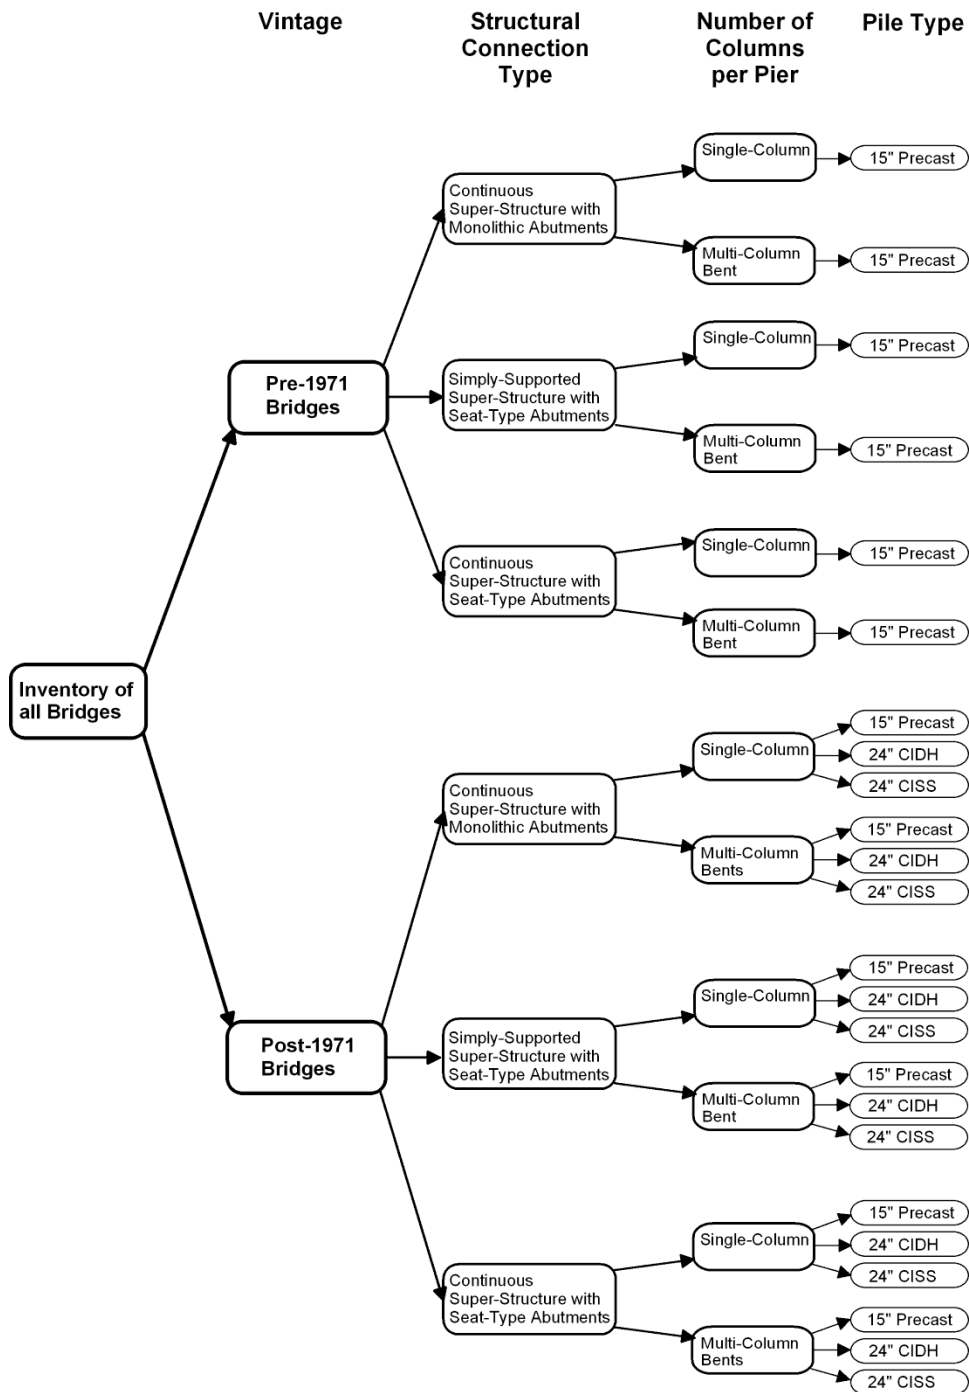 Vintage
Structural
Connection
Type
Number of
Columns
per Pier
Pile Type
Inventory of
all Bridges
Pre-1971
Bridges
Continuous
Super-Structure with
Monolithic Abutments
Single-Column
15" Precast
Multi-Column
Bent
15" Precast
Simply-Supported
Super-Structure with
Seat-Type Abutments
Single-Column
15" Precast
Multi-Column
Bent
15" Precast
Continuous
Super-Structure with
Seat-Type Abutments
Single-Column
15" Precast
Multi-Column
Bent
15" Precast
Post-1971
Bridges
Continuous
Super-Structure with
Monolithic Abutments
Single-Column
15" Precast
24" CIDH
24" CISS
Multi-Column
Bents
15" Precast
24" CIDH
24" CISS
Simply-Supported
Super-Structure with
Seat-Type Abutments
Single-Column
15" Precast
24" CIDH
24" CISS
Multi-Column
Bent
15" Precast
24" CIDH
24" CISS
Continuous
Super-Structure with
Seat-Type Abutments
Single-Column
15" Precast
24" CIDH
24" CISS
Multi-Column
Bents
15" Precast
24" CIDH
24" CISS